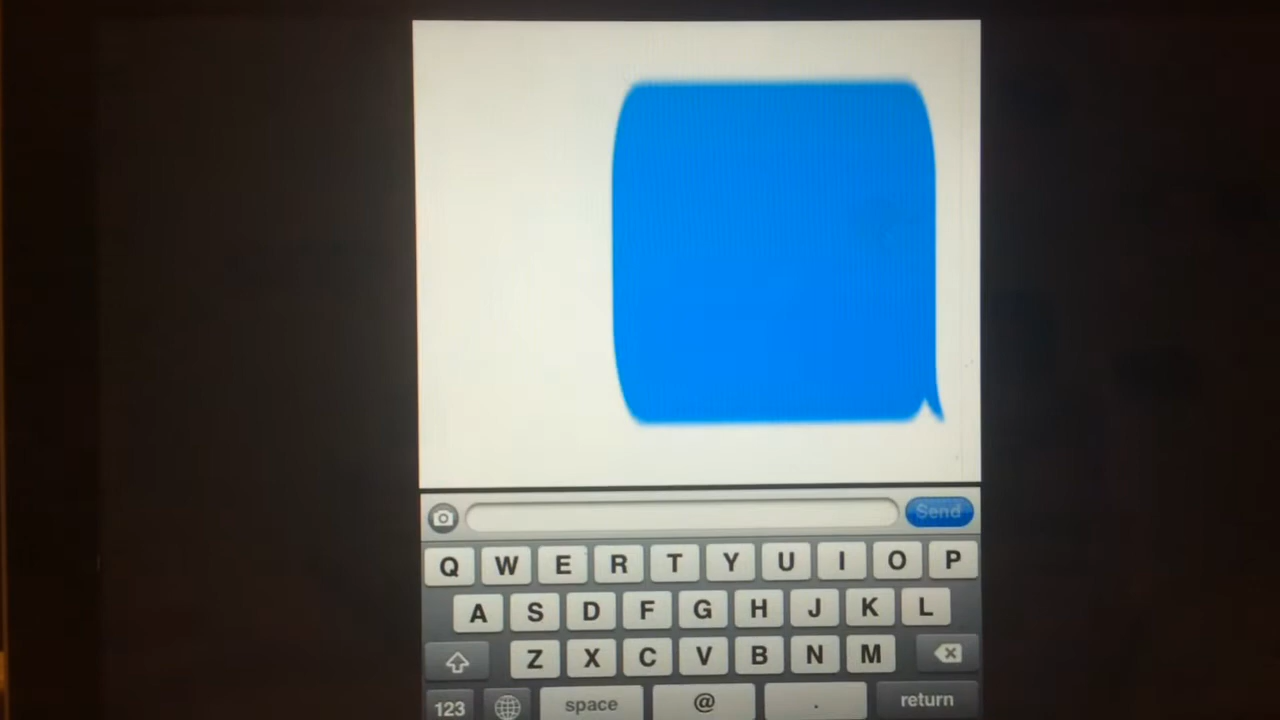 Send
Q W E R T Y U I O P
A S D F G H J K L
Z X C V B N M
123 space @ . return